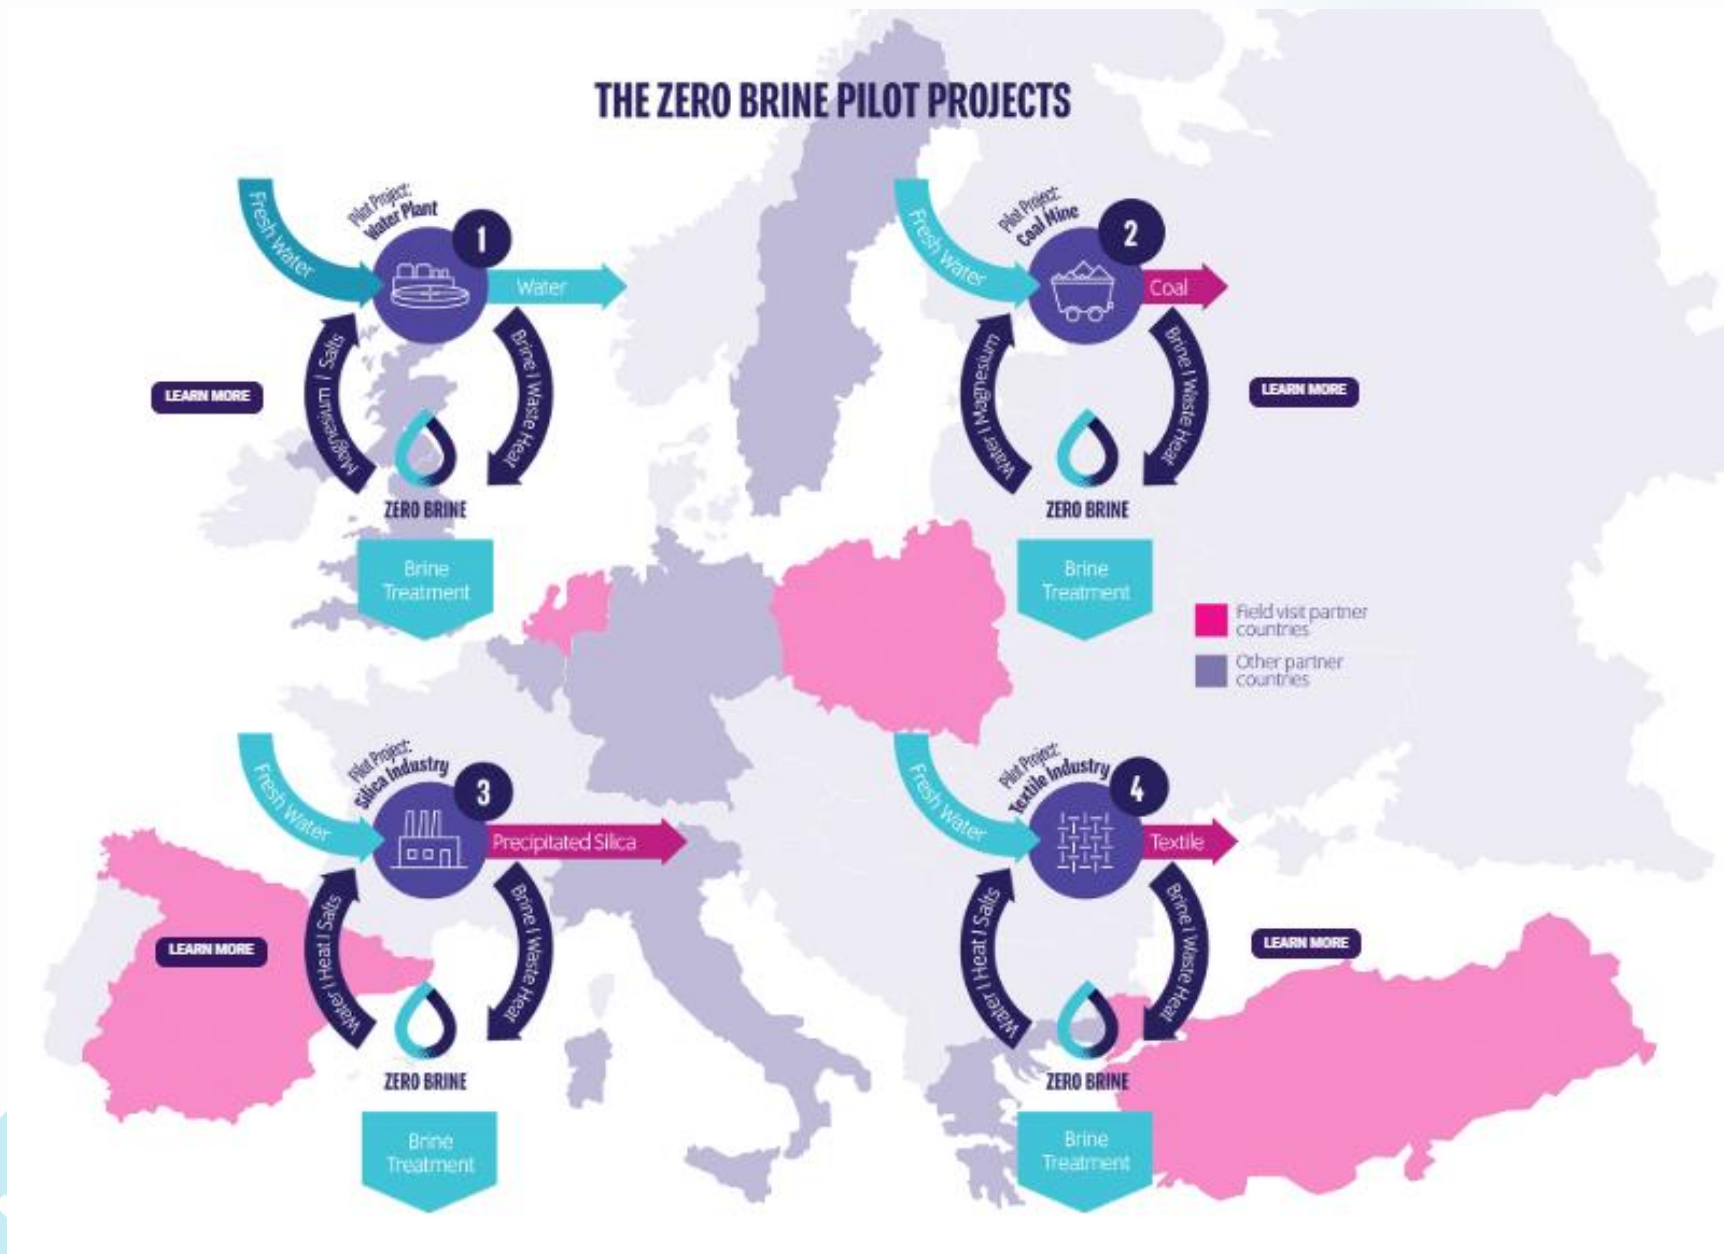 THE ZERO BRINE PILOT PROJECTS
Pilot Project:
Water Plant
1
Fresh Water
Water
Magnesium | Salts
Brine | Waste Heat
LEARN MORE
ZERO BRINE
Brine
Treatment
Pilot Project:
Coal Mine
2
Fresh Water
Coal
Water | Magnesium
Brine | Waste Heat
LEARN MORE
ZERO BRINE
Brine
Treatment
Field visit partner
countries
Other partner
countries
Pilot Project:
Silica Industry
3
Fresh Water
Precipitated Silica
Water | Heat | Salts
Brine | Waste Heat
LEARN MORE
ZERO BRINE
Brine
Treatment
Pilot Project:
Textile Industry
4
Fresh Water
Textile
Water | Heat | Salts
Brine | Waste Heat
LEARN MORE
ZERO BRINE
Brine
Treatment